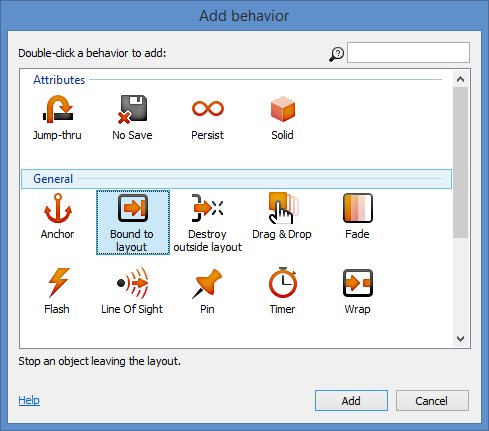 Add behavior
Double-click a behavior to add:
Attributes
Jump-thru No Save Persist Solid
General
Anchor Bound to layout Destroy outside layout Drag & Drop Fade
Flash Line Of Sight Pin Timer Wrap
Stop an object leaving the layout.
Help Add Cancel